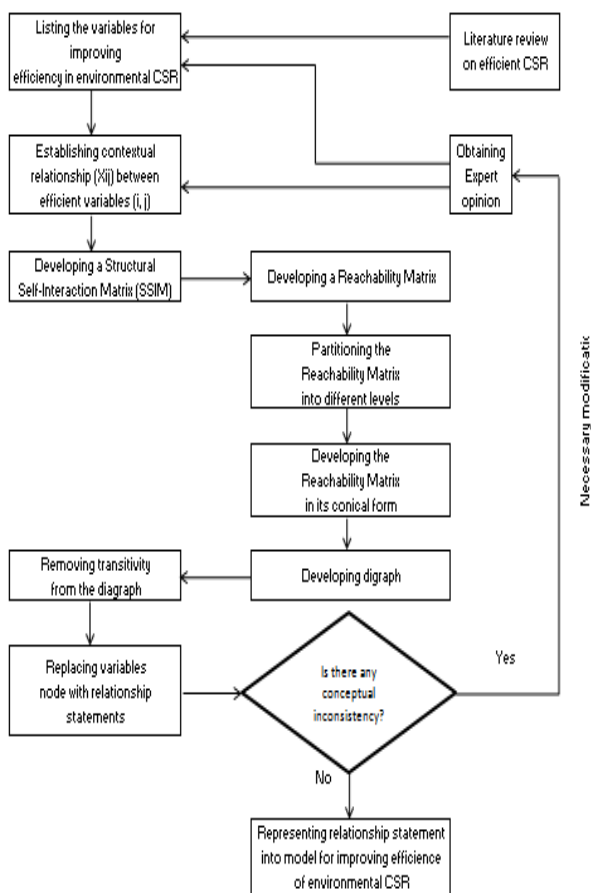 Listing the variables for
improving
efficiency in environmental CSR
Literature review
on efficient CSR
Establishing contextual
relationship (Xij) between
efficient variables (i, j)
Obtaining
Expert
opinion
Developing a Structural
Self-Interaction Matrix (SSIM)
Developing a Reachability Matrix
Partitioning the
Reachability Matrix
into different levels
Developing the
Reachability Matrix
in its conical form
Removing transitivity
from the diagraph
Developing digraph
Replacing variables
node with relationship
statements
Is there any
conceptual
inconsistency?
Yes
No
Representing relationship statement
into model for improving efficience
of environmental CSR
Necessary modificatic